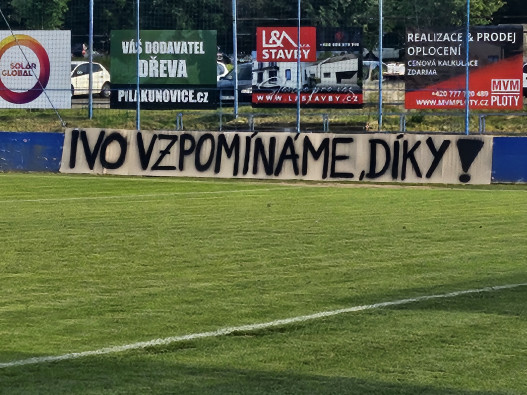 SOLAR
GLOBAL
VÁŠ DODAVATEL
DŘEVA
PILAKUNOVICE.CZ
L&A
STAVBY
WWW.LASTAVBY.CZ
REALIZACE & PRODEJ
OPLOCENÍ
CENOVÁ KALKULACE
ZDARMA
MVM
PLOTY
WWW.MVMPLOTY.CZ
IVO VZPOMÍNÁME, DÍKY!